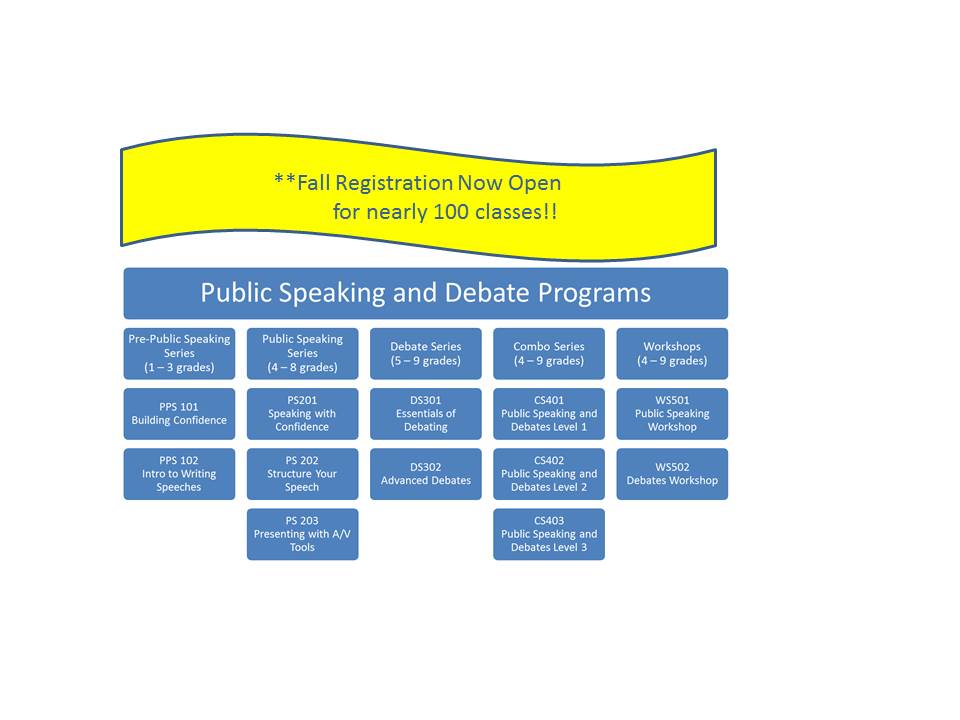 **Fall Registration Now Open
for nearly 100 classes!!
Public Speaking and Debate Programs
Pre-Public Speaking
Series
(1 – 3 grades)
Public Speaking
Series
(4 – 8 grades)
Debate Series
(5 – 9 grades)
Combo Series
(4 – 9 grades)
Workshops
(4 – 9 grades)
PPS 101
Building Confidence
PS201
Speaking with
Confidence
DS301
Essentials of
Debating
CS401
Public Speaking and
Debates Level 1
WS501
Public Speaking
Workshop
PPS 102
Intro to Writing
Speeches
PS 202
Structure Your
Speech
DS302
Advanced Debates
CS402
Public Speaking and
Debates Level 2
WS502
Debates Workshop
PS 203
Presenting with A/V
Tools
CS403
Public Speaking and
Debates Level 3